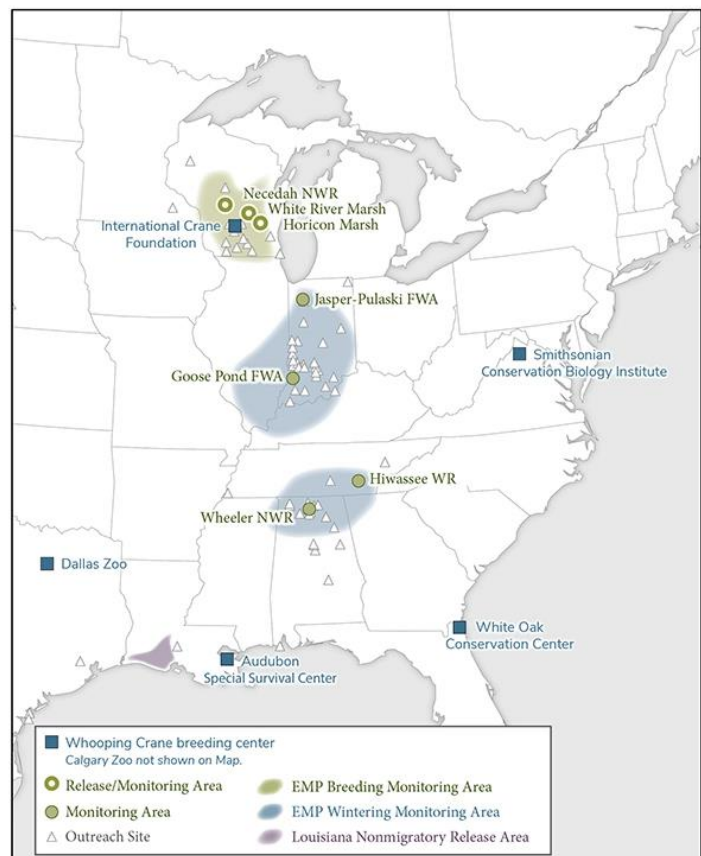 Necedah NWR
White River Marsh
International Crane
Foundation
Horicon Marsh
Jasper-Pulaski FWA
Smithsonian
Conservation Biology Institute
Goose Pond FWA
Hiwassee WR
Wheeler NWR
Dallas Zoo
White Oak
Conservation Center
Audubon
Special Survival Center
Whooping Crane breeding center
Calgary Zoo not shown on Map.
Release/Monitoring Area
EMP Breeding Monitoring Area
Monitoring Area
EMP Wintering Monitoring Area
Outreach Site
Louisiana Nonmigratory Release Area